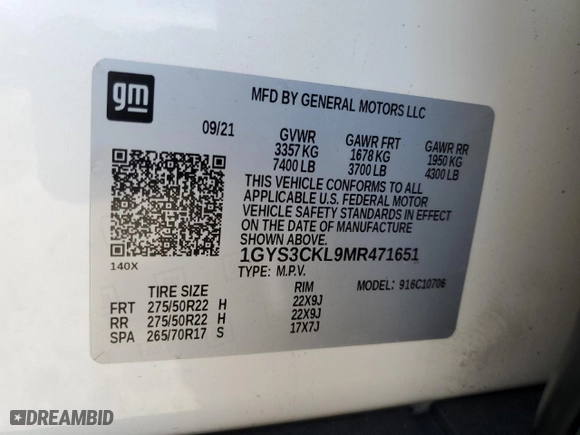 gm
MFD BY GENERAL MOTORS LLC
09/21
GVWR GAWR FRT GAWR RR
3357 KG 1678 KG 1950 KG
7400 LB 3700 LB 4300 LB
THIS VEHICLE CONFORMS TO ALL
APPLICABLE U.S. FEDERAL MOTOR
VEHICLE SAFETY STANDARDS IN EFFECT
ON THE DATE OF MANUFACTURE
SHOWN ABOVE.
140X
1GYS3CKL9MR471651
TYPE: M.P.V. MODEL: 916C10706
TIRE SIZE RIM
FRT 275/50R22 H 22X9J
RR 275/50R22 H 22X9J
SPA 265/70R17 S 17X7J
DREAMBID